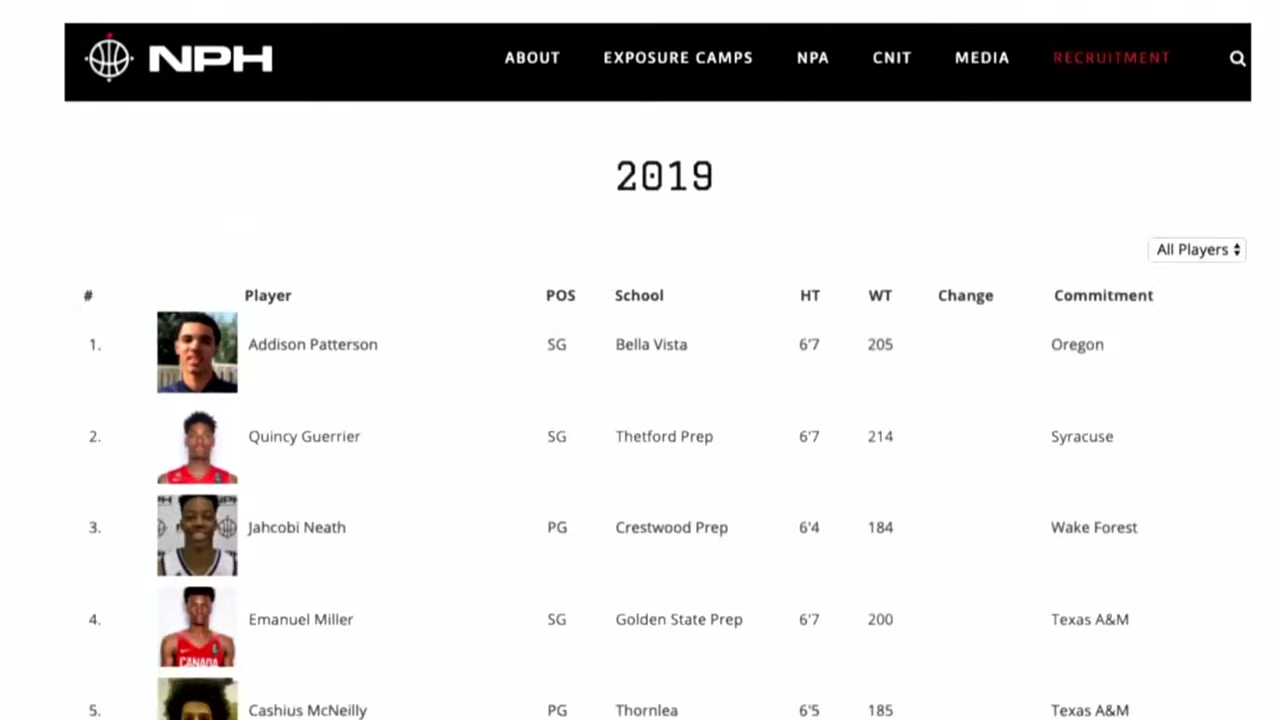 NPH ABOUT EXPOSURE CAMPS NPA CNIT MEDIA RECRUITMENT
2019
All Players
# Player POS School HT WT Change Commitment
1. Addison Patterson SG Bella Vista 6'7 205 Oregon
2. Quincy Guerrier SG Thetford Prep 6'7 214 Syracuse
3. Jahcobi Neath PG Crestwood Prep 6'4 184 Wake Forest
4. Emanuel Miller SG Golden State Prep 6'7 200 Texas A&M
CANADA
5. Cashius McNeilly PG Thornlea 6'5 185 Texas A&M